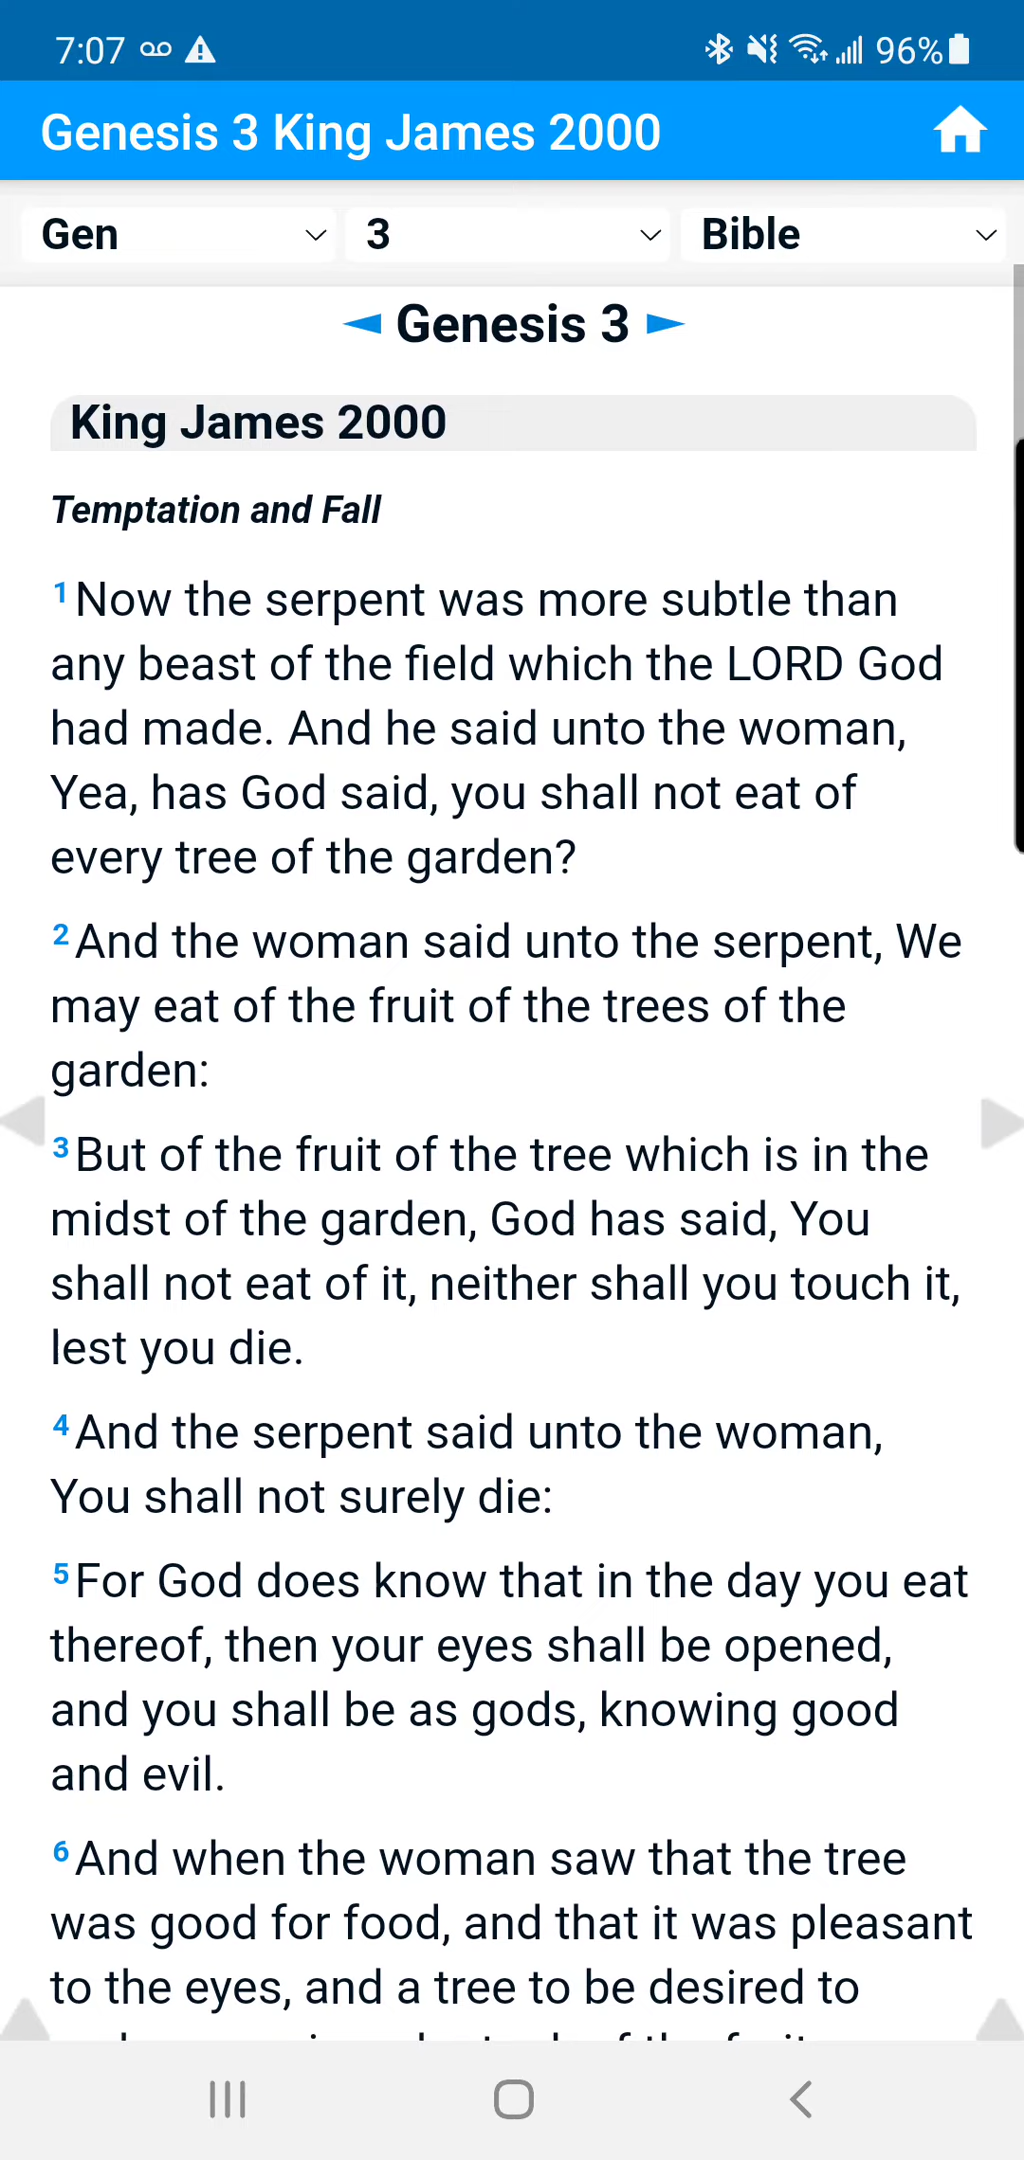 7:07 96%
Genesis 3 King James 2000
Gen 3 Bible
Genesis 3
King James 2000
Temptation and Fall
1 Now the serpent was more subtle than
any beast of the field which the LORD God
had made. And he said unto the woman,
Yea, has God said, you shall not eat of
every tree of the garden?
2 And the woman said unto the serpent, We
may eat of the fruit of the trees of the
garden:
3 But of the fruit of the tree which is in the
midst of the garden, God has said, You
shall not eat of it, neither shall you touch it,
lest you die.
4 And the serpent said unto the woman,
You shall not surely die:
5 For God does know that in the day you eat
thereof, then your eyes shall be opened,
and you shall be as gods, knowing good
and evil.
6 And when the woman saw that the tree
was good for food, and that it was pleasant
to the eyes, and a tree to be desired to